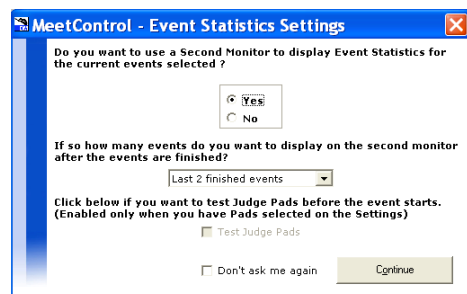 MeetControl - Event Statistics Settings
Do you want to use a Second Monitor to display Event Statistics for
the current events selected ?
Yes
No
If so how many events do you want to display on the second monitor
after the events are finished?
Last 2 finished events
Click below if you want to test Judge Pads before the event starts.
(Enabled only when you have Pads selected on the Settings)
Test Judge Pads
Don't ask me again
Continue